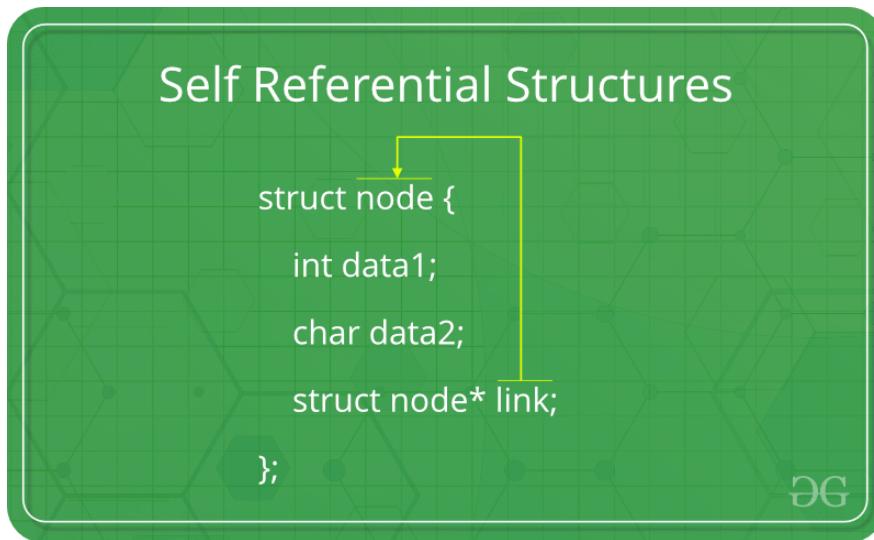 Self Referential Structures
struct node {
int data1;
char data2;
struct node* link;
};
GG